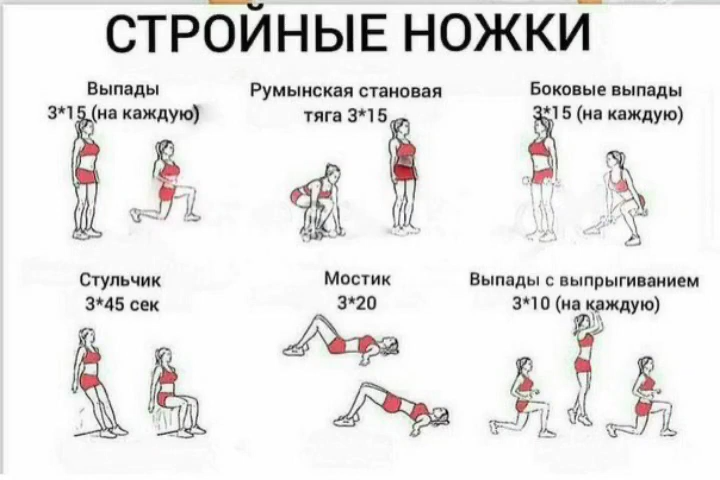 СТРОЙНЫЕ НОЖКИ
Выпады
3*15 (на каждую)
Румынская становая
тяга 3*15
Боковые выпады
3*15 (на каждую)
Стульчик
3*45 сек
Мостик
3*20
Выпады с выпрыгиванием
3*10 (на каждую)